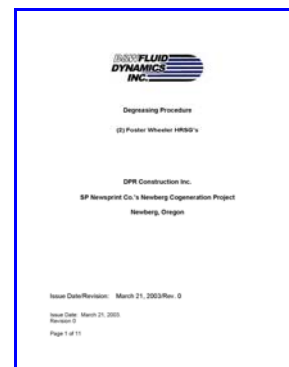 B&W FLUID
DYNAMICS
INC.
Degreasing Procedure
(2) Foster Wheeler HRSG's
DPR Construction Inc.
SP Newsprint Co.'s Newberg Cogeneration Project
Newberg, Oregon
Issue Date/Revision: March 21, 2003/Rev. 0
Issue Date: March 21, 2003.
Revision 0
Page 1 of 11